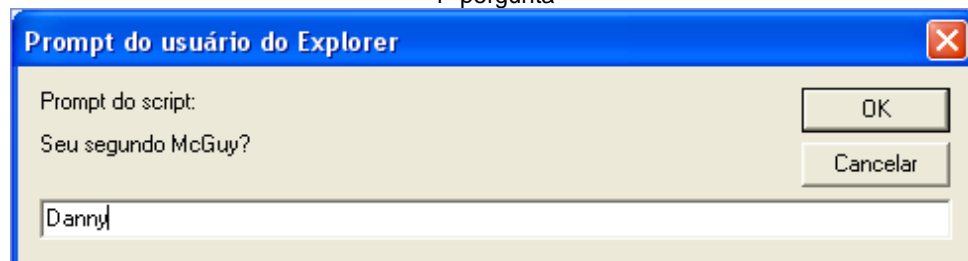 Prompt do usuário do Explorer
Prompt do script:
OK
Seu segundo McGuy?
Cancelar
Danny